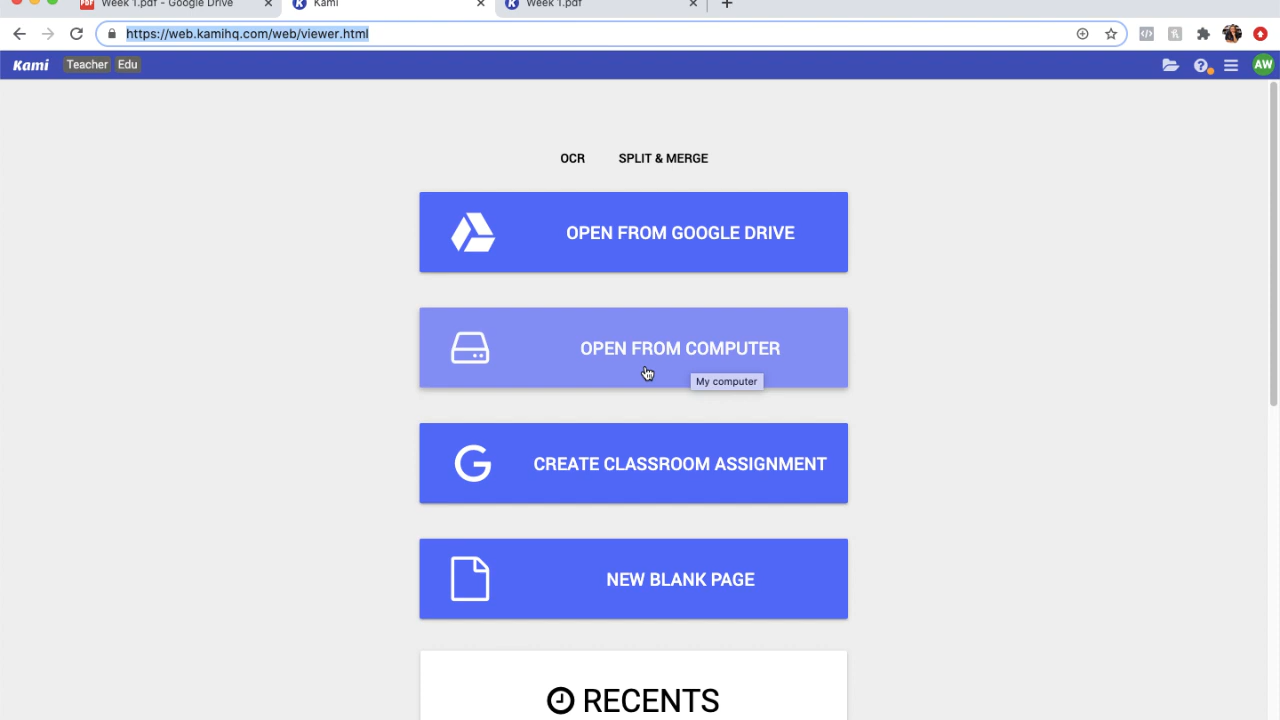 Week 1.pdf - Google Drive
Kami
Week 1.pdf
https://web.kamihq.com/web/viewer.html
Kami Teacher Edu
AW
OCR SPLIT & MERGE
OPEN FROM GOOGLE DRIVE
OPEN FROM COMPUTER
My computer
CREATE CLASSROOM ASSIGNMENT
NEW BLANK PAGE
RECENTS